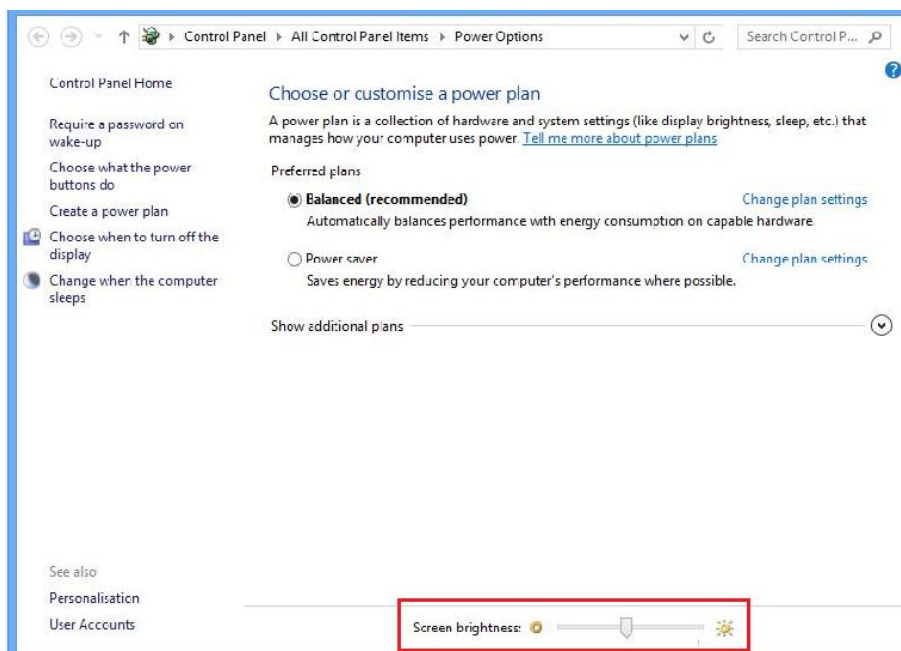 Control Panel ▸ All Control Panel Items ▸ Power Options
Search Control P...
Control Panel Home
Require a password on
wake-up
Choose what the power
buttons do
Create a power plan
Choose when to turn off the
display
Change when the computer
sleeps
See also
Personalisation
User Accounts
Choose or customise a power plan
A power plan is a collection of hardware and system settings (like display brightness, sleep, etc.) that
manages how your computer uses power. Tell me more about power plans
Preferred plans
Balanced (recommended) Change plan settings
Automatically balances performance with energy consumption on capable hardware.
Power saver Change plan settings
Saves energy by reducing your computer's performance where possible.
Show additional plans
Screen brightness: